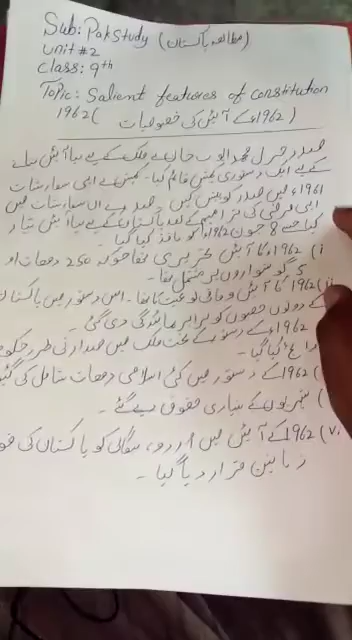 Sub: PakStudy (مطالعہ پاکستان)
Unit #2
Class: 9th
Topic: Salient features of constitution
1962 (1962ء کے آئین کی خصوصیات)
صدر جنرل محمد ایوب خان نے ملک کے لیے نیا آئین بنانے
کے لیے ایک دستوری کمیشن قائم کیا۔ کمیشن نے اپنی سفارشات
1961ء میں صدر کو پیش کیں۔ صدر نے ان سفارشات میں
اپنی مرضی کی ترامیم کے بعد پاکستان کے لیے نیا آئین تیار
کیا جسے 8 جون 1962ء کو نافذ کیا گیا۔
i) 1962ء کا آئین تحریری تھا جو کہ 250 دفعات اور
5 گوشواروں پر مشتمل تھا۔
ii) 1962ء کا آئین وفاقی نوعیت کا تھا۔ اس دستور میں پاکستان
کے دونوں حصوں کو برابر نمائندگی دی گئی۔
1962ء کے دستور کے تحت ملک میں صدارتی طرز حکومت
رائج کیا گیا۔
) 1962ء کے دستور میں کئی اسلامی دفعات شامل کی گئیں
) شہریوں کے بنیادی حقوق دیے گئے۔
vi) 1962ء کے آئین میں اردو، بنگالی کو پاکستان کی قو
زبانیں قرار دیا گیا۔